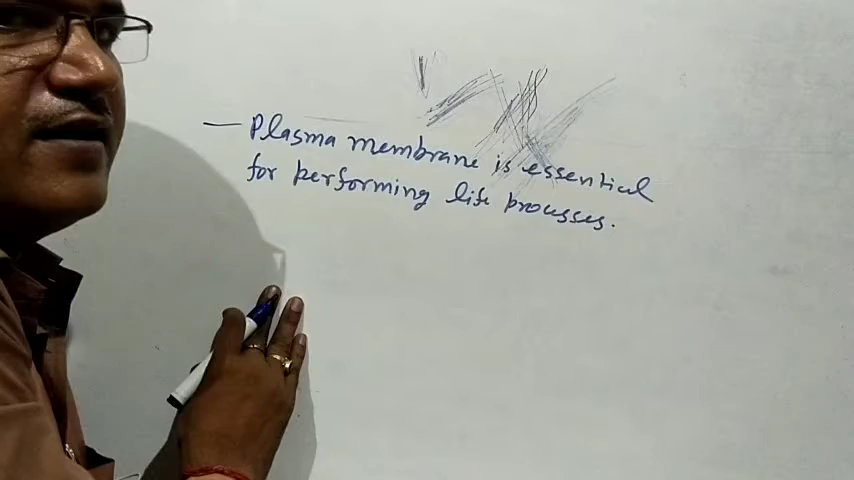 — Plasma membrane is essential
for performing life processes.